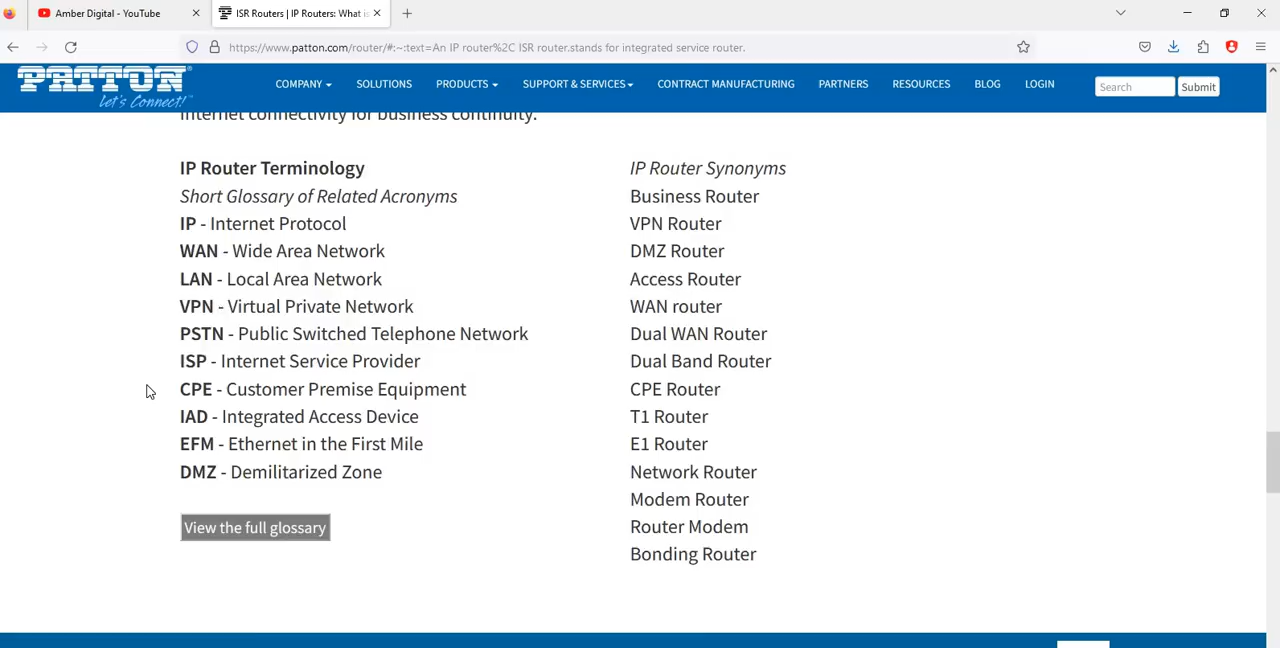 Amber Digital - YouTube
ISR Routers | IP Routers: What is
https://www.patton.com/router/#:~:text=An IP router%2C ISR router.stands for integrated service router.
PATTON
Let's Connect!
COMPANY
SOLUTIONS
PRODUCTS
SUPPORT & SERVICES
CONTRACT MANUFACTURING
PARTNERS
RESOURCES
BLOG
LOGIN
Search
Submit
internet connectivity for business continuity.
IP Router Terminology
Short Glossary of Related Acronyms
IP - Internet Protocol
WAN - Wide Area Network
LAN - Local Area Network
VPN - Virtual Private Network
PSTN - Public Switched Telephone Network
ISP - Internet Service Provider
CPE - Customer Premise Equipment
IAD - Integrated Access Device
EFM - Ethernet in the First Mile
DMZ - Demilitarized Zone
View the full glossary
IP Router Synonyms
Business Router
VPN Router
DMZ Router
Access Router
WAN router
Dual WAN Router
Dual Band Router
CPE Router
T1 Router
E1 Router
Network Router
Modem Router
Router Modem
Bonding Router